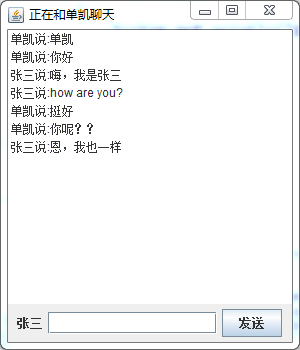 正在和单凯聊天
单凯说:单凯
单凯说:你好
张三说:嗨，我是张三
张三说:how are you?
单凯说:挺好
单凯说:你呢？？
张三说:恩，我也一样
张三
发送